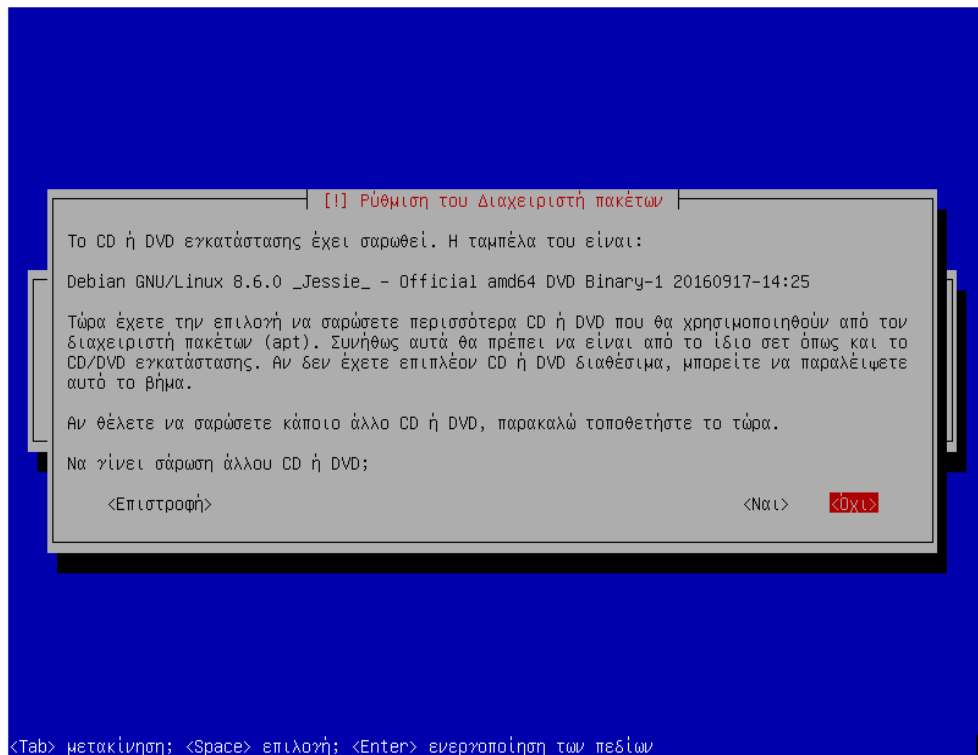 [!] Ρύθμιση του Διαχειριστή πακέτων
Το CD ή DVD εγκατάστασης έχει σαρωθεί. Η ταμπέλα του είναι:
Debian GNU/Linux 8.6.0 _Jessie_ - Official amd64 DVD Binary-1 20160917-14:25
Τώρα έχετε την επιλογή να σαρώσετε περισσότερα CD ή DVD που θα χρησιμοποιηθούν από τον
διαχειριστή πακέτων (apt). Συνήθως αυτά θα πρέπει να είναι από το ίδιο σετ όπως και το
CD/DVD εγκατάστασης. Αν δεν έχετε επιπλέον CD ή DVD διαθέσιμα, μπορείτε να παραλείψετε
αυτό το βήμα.
Αν θέλετε να σαρώσετε κάποιο άλλο CD ή DVD, παρακαλώ τοποθετήστε το τώρα.
Να γίνει σάρωση άλλου CD ή DVD;
<Επιστροφή> <Ναι> <Όχι>
<Tab> μετακίνηση; <Space> επιλογή; <Enter> ενεργοποίηση των πεδίων